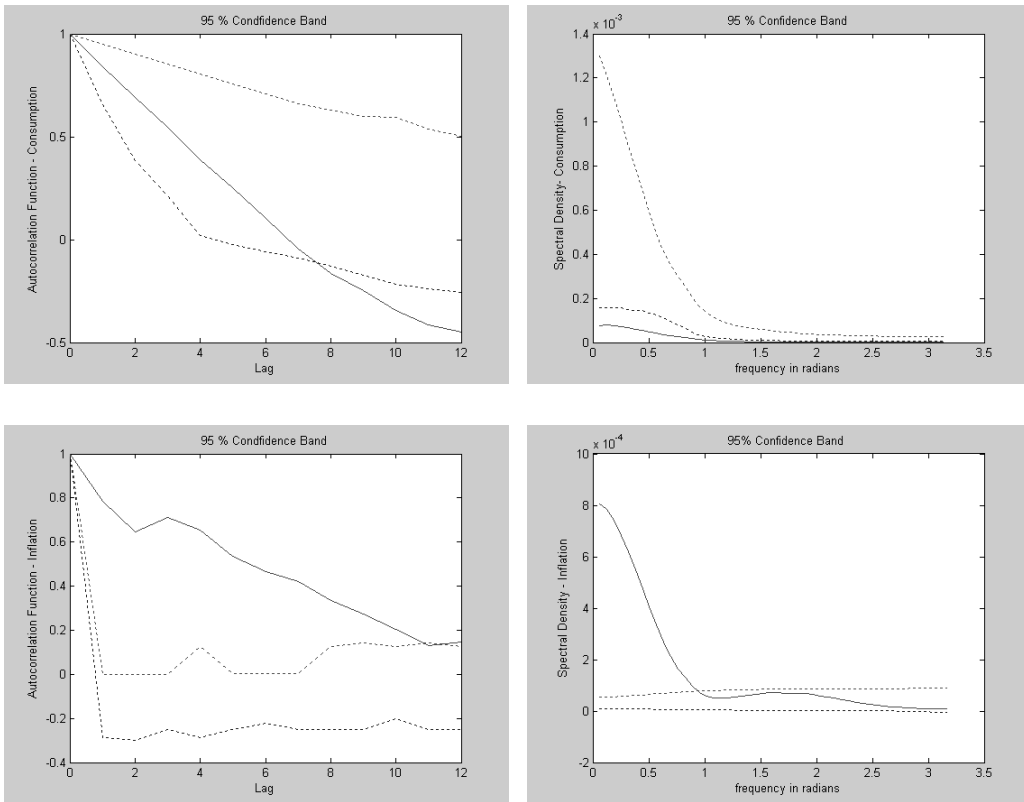 95 % Condfidence Band
1
0.5
0
-0.5
0 2 4 6 8 10 12
Autocorrelation Function - Consumption
Lag
x 10^-3
95 % Confidence Band
1.4
1.2
1
0.8
0.6
0.4
0.2
0
0 0.5 1 1.5 2 2.5 3 3.5
Spectral Density- Consumption
frequency in radians
95 % Condfidence Band
1
0.8
0.6
0.4
0.2
0
-0.2
-0.4
0 2 4 6 8 10 12
Autocorrelation Function - Inflation
Lag
x 10^-4
95% Confidence Band
10
8
6
4
2
0
-2
0 0.5 1 1.5 2 2.5 3 3.5
Spectral Density - Inflation
frequency in radians